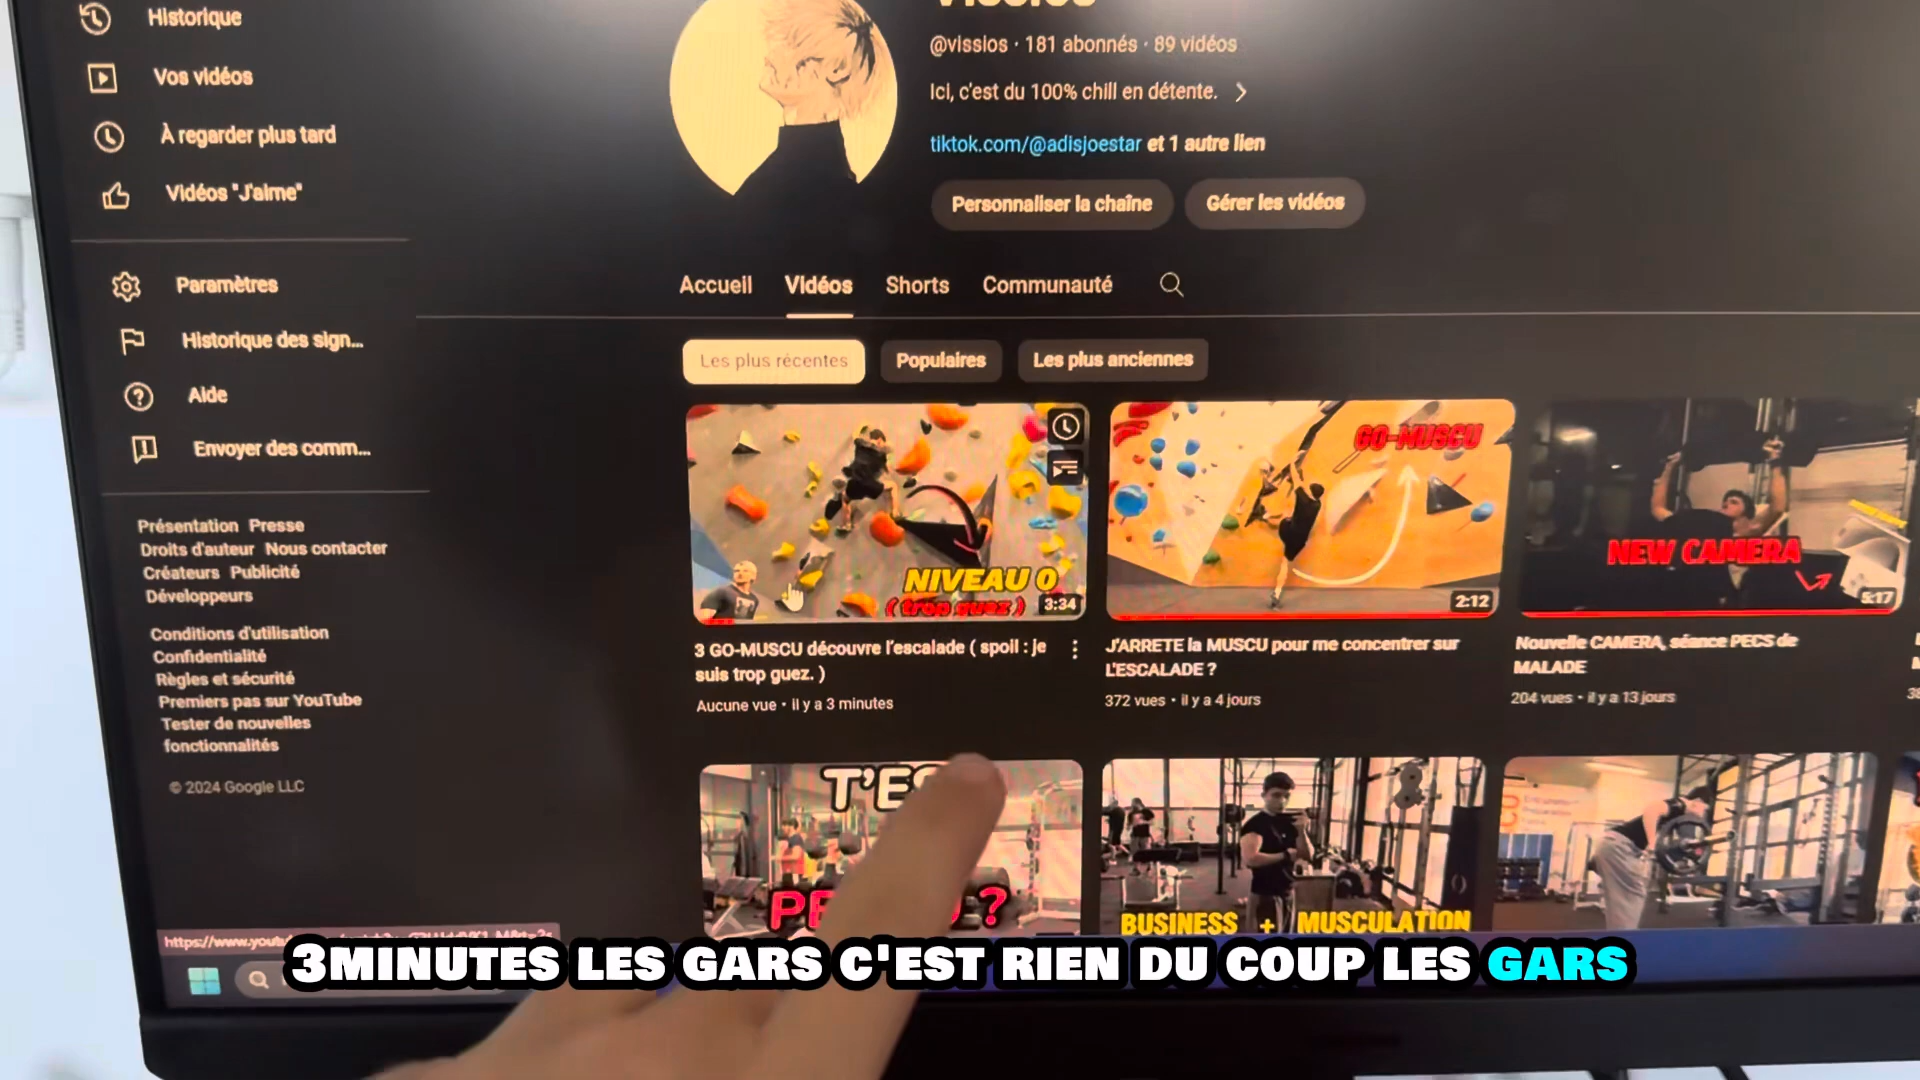 Historique
Vos vidéos
À regarder plus tard
Vidéos "J'aime"
Paramètres
Historique des sign...
Aide
Envoyer des comm...
Présentation Presse
Droits d'auteur Nous contacter
Créateurs Publicité
Développeurs
Conditions d'utilisation
Confidentialité
Règles et sécurité
Premiers pas sur YouTube
Tester de nouvelles
fonctionnalités
© 2024 Google LLC
@vissios · 181 abonnés · 89 vidéos
Ici, c'est du 100% chill en détente.
tiktok.com/@adisjoestar et 1 autre lien
Personnaliser la chaîne
Gérer les vidéos
Accueil
Vidéos
Shorts
Communauté
Les plus récentes
Populaires
Les plus anciennes
NIVEAU 0
( trop guez )
3:34
3 GO-MUSCU découvre l'escalade ( spoil : je
suis trop guez. )
Aucune vue • il y a 3 minutes
GO-MUSCU
2:12
J'ARRETE la MUSCU pour me concentrer sur
L'ESCALADE ?
372 vues • il y a 4 jours
NEW CAMERA
5:17
Nouvelle CAMERA, séance PECS de
MALADE
204 vues • il y a 13 jours
T'ES
?
BUSINESS + MUSCULATION
https://www.youtu
3MINUTES LES GARS C'EST RIEN DU COUP LES GARS